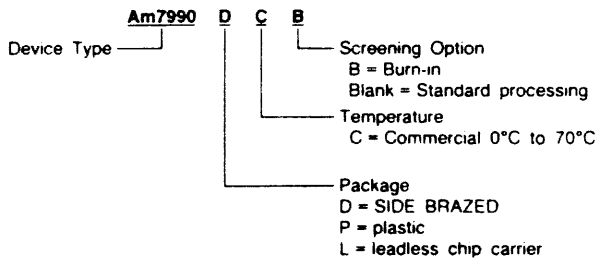 Am7990 D C B
Device Type
Screening Option
B = Burn-in
Blank = Standard processing
Temperature
C = Commercial 0°C to 70°C
Package
D = SIDE BRAZED
P = plastic
L = leadless chip carrier